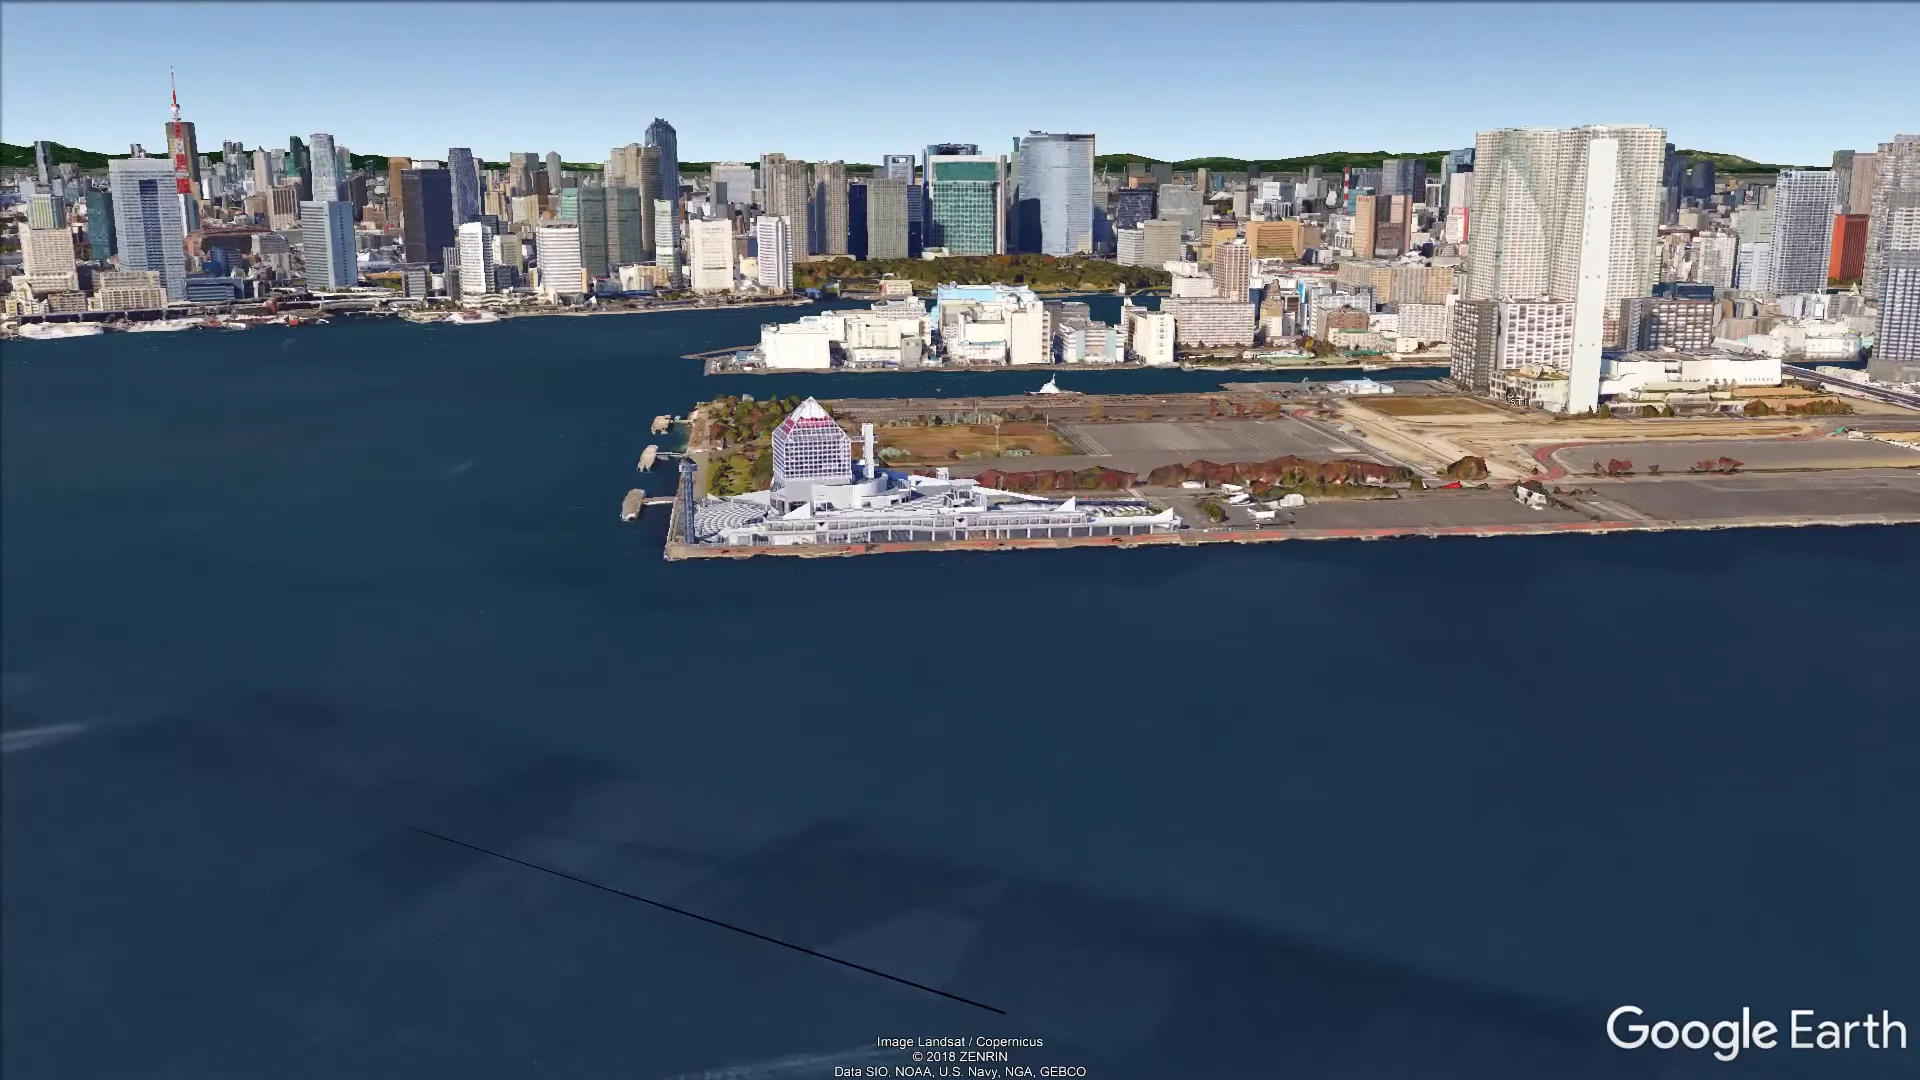 Image Landsat / Copernicus
© 2018 ZENRIN
Data SIO, NOAA, U.S. Navy, NGA, GEBCO
Google Earth